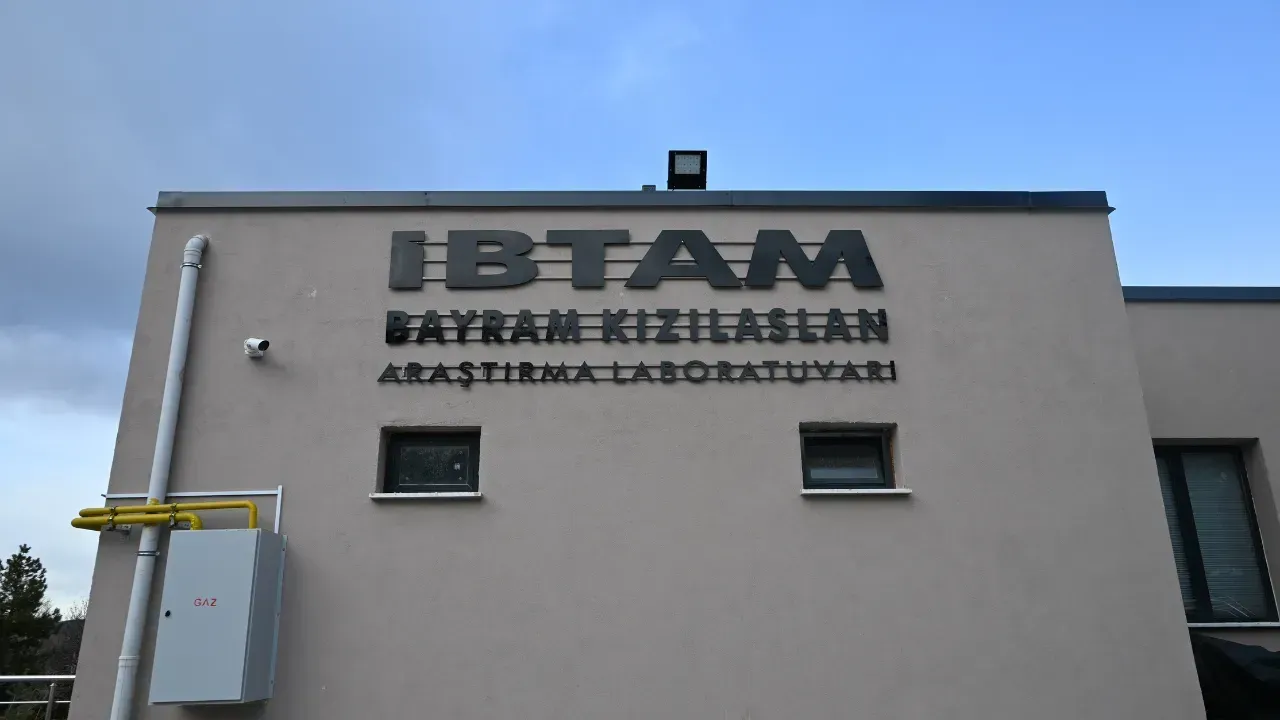 İBTAM
BAYRAM KIZILASLAN
ARAŞTIRMA LABORATUVARI
GAZ